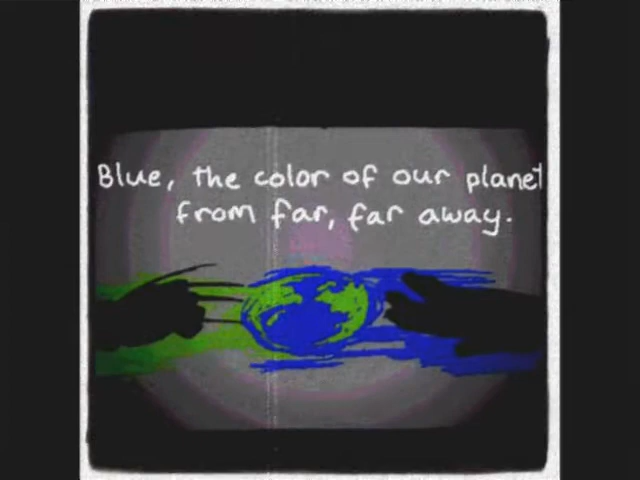 Blue, the color of our planet
from far, far away.